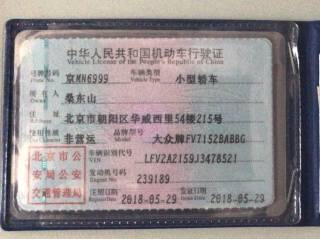 中华人民共和国机动车行驶证
Vehicle License of the People's Republic of China
号牌号码 京MN6999 车辆类型 小型轿车
所有人 桑东山
Owner
住址 北京市朝阳区华威西里54楼215号
使用性质 非营运 品牌型号 大众牌FV7152BABBG
北京市公安局公安交通管理局
车辆识别代号 LFV2A2159J3478521
VIN
发动机号码 239189
Engine No.
注册日期 2018-05-29 发证日期 2018-05-29